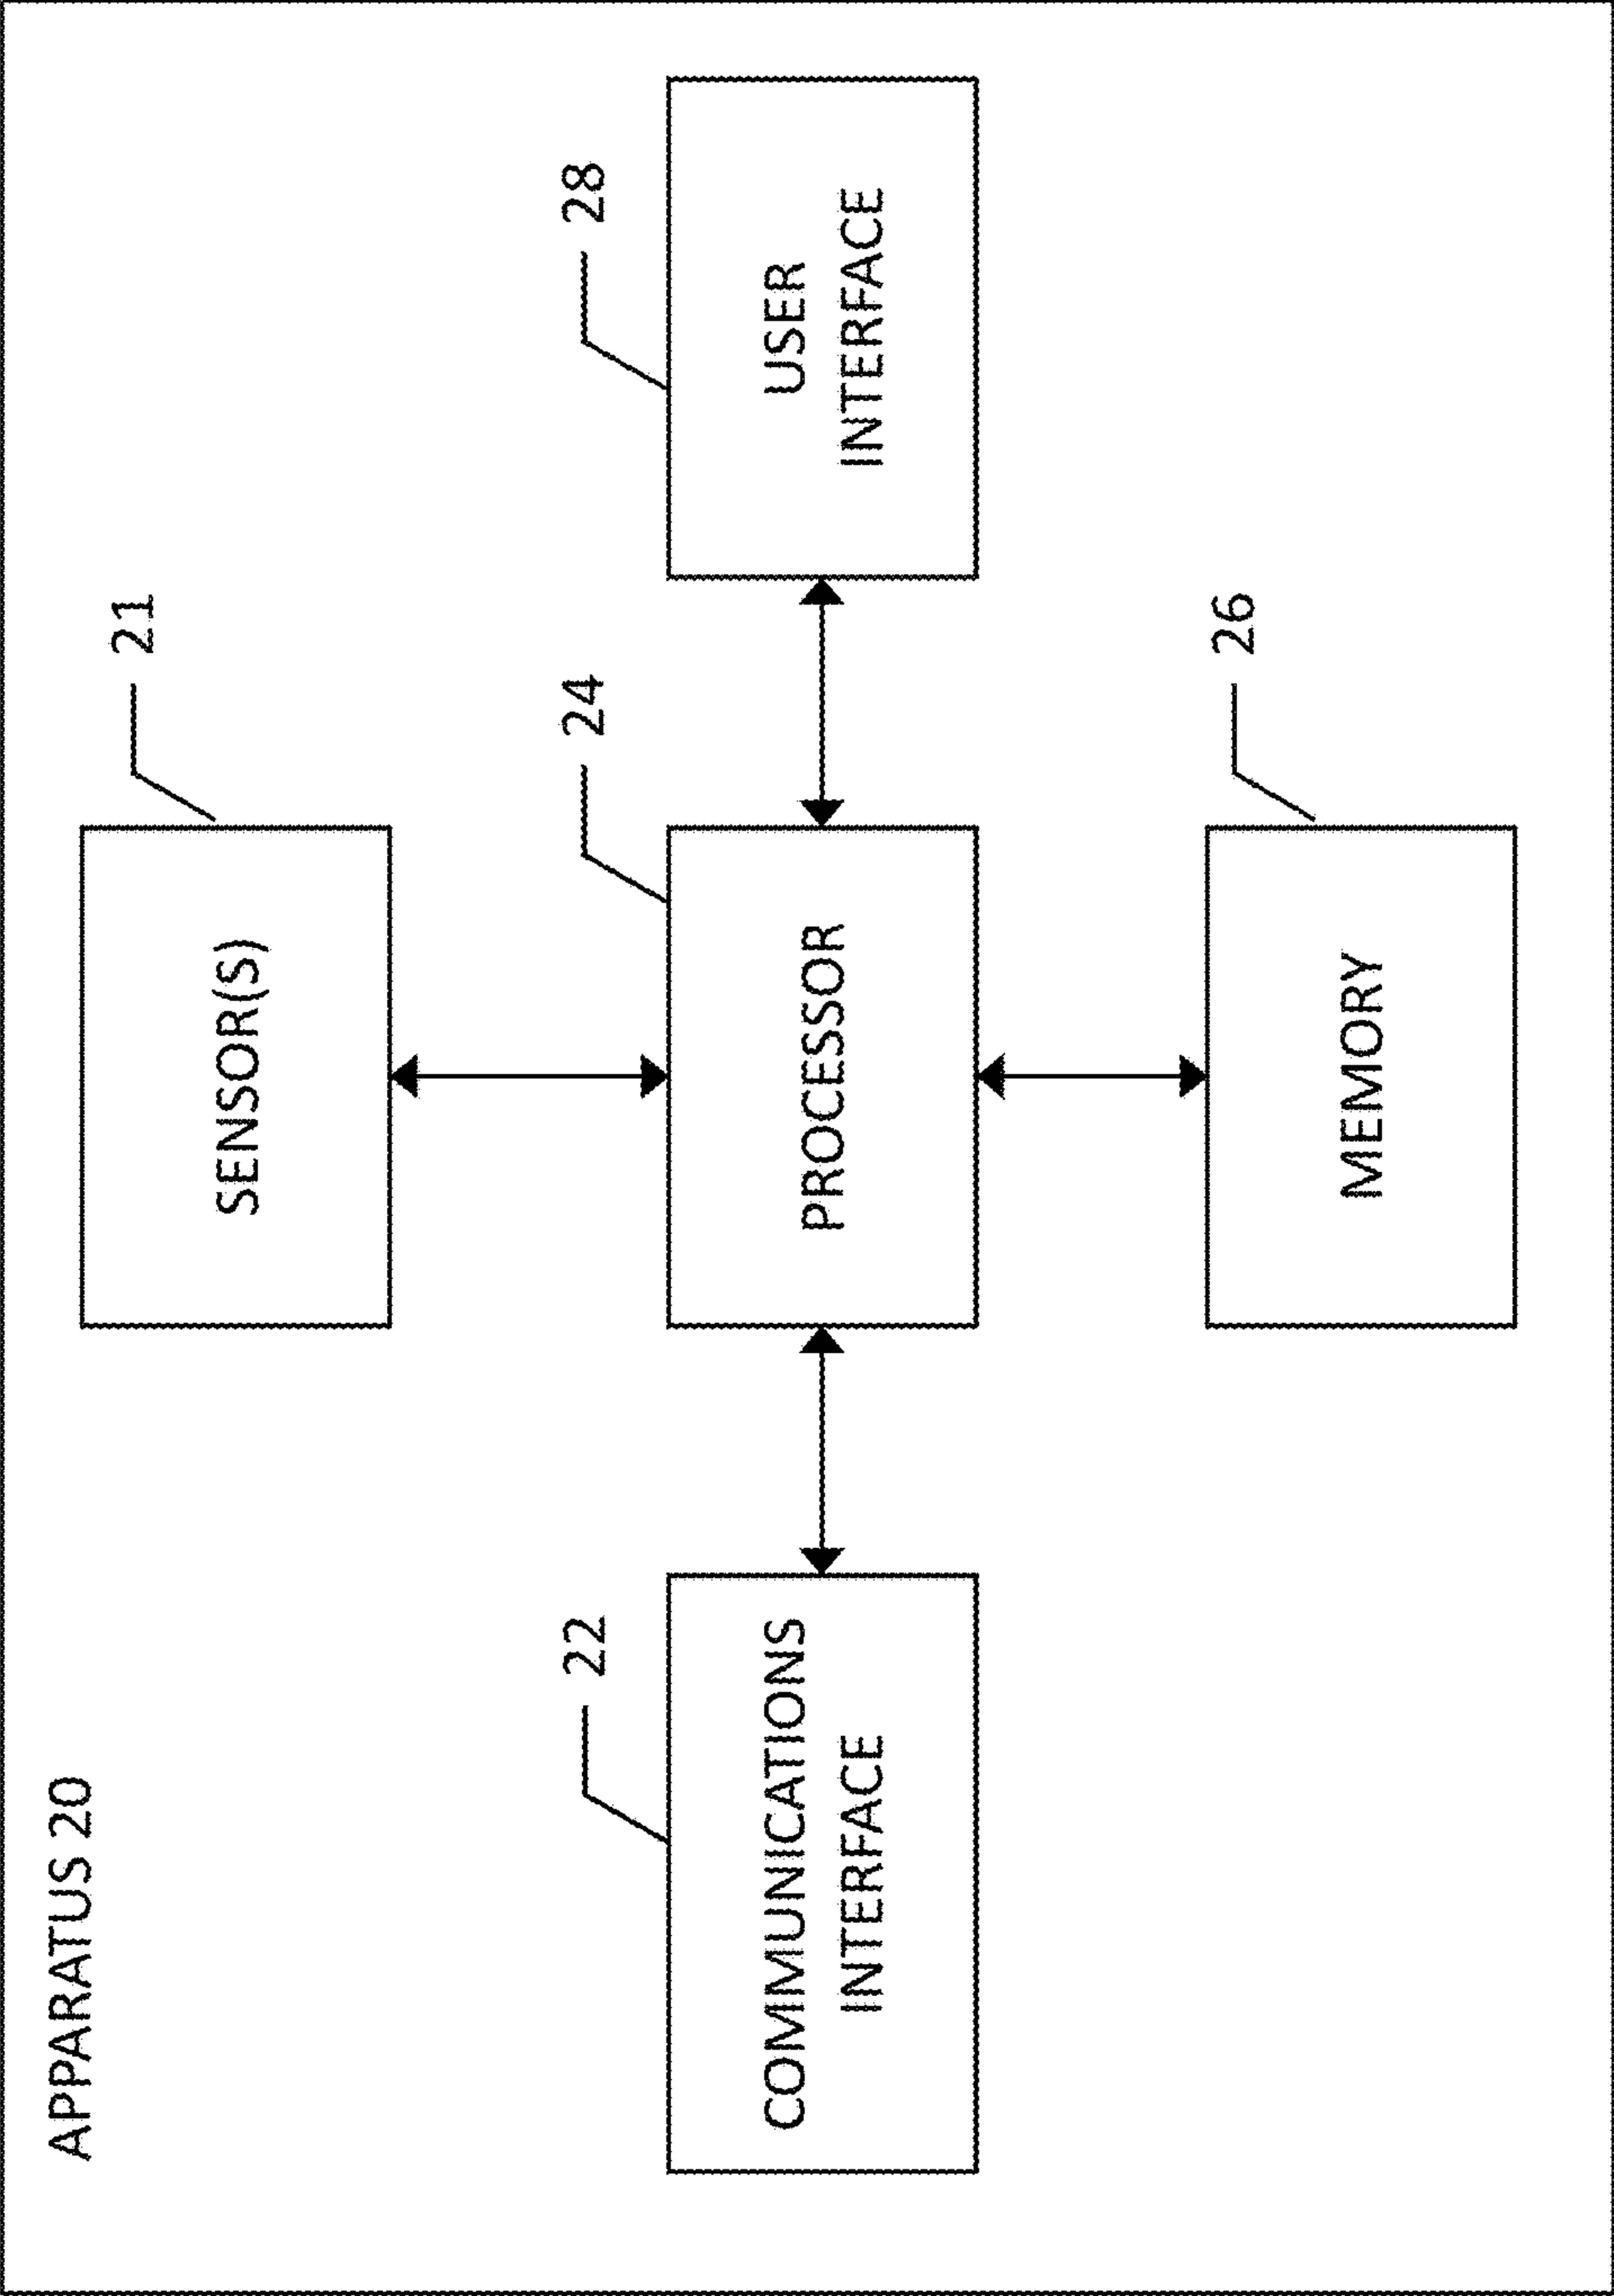 APPARATUS 20
21
SENSOR(S)
22
24
28
COMMUNICATIONS
INTERFACE
PROCESSOR
USER
INTERFACE
26
MEMORY